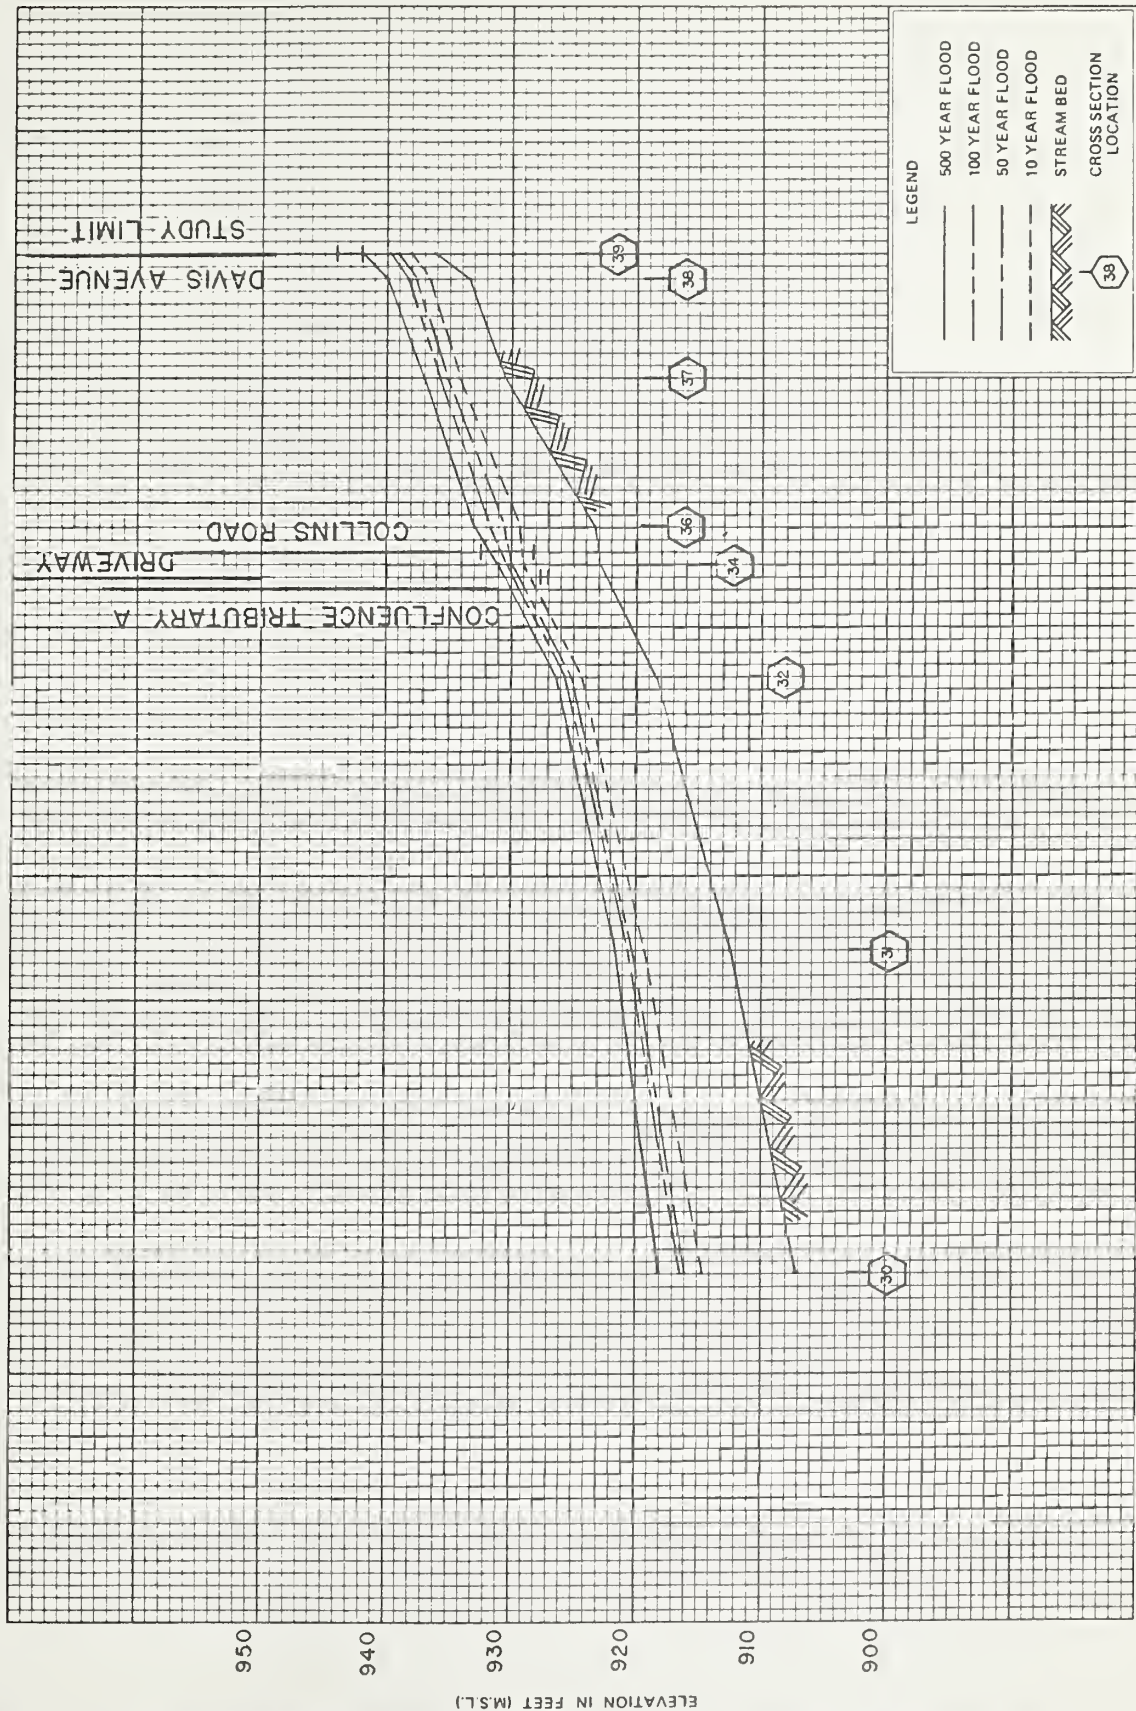 STUDY LIMIT
DAVIS AVENUE
COLLINS ROAD
DRIVEWAY
CONFLUENCE TRIBUTARY A
39
38
37
36
34
32
31
30
950
940
930
920
910
900
ELEVATION IN FEET (M.S.L.)
LEGEND
500 YEAR FLOOD
100 YEAR FLOOD
50 YEAR FLOOD
10 YEAR FLOOD
STREAM BED
CROSS SECTION
LOCATION
38